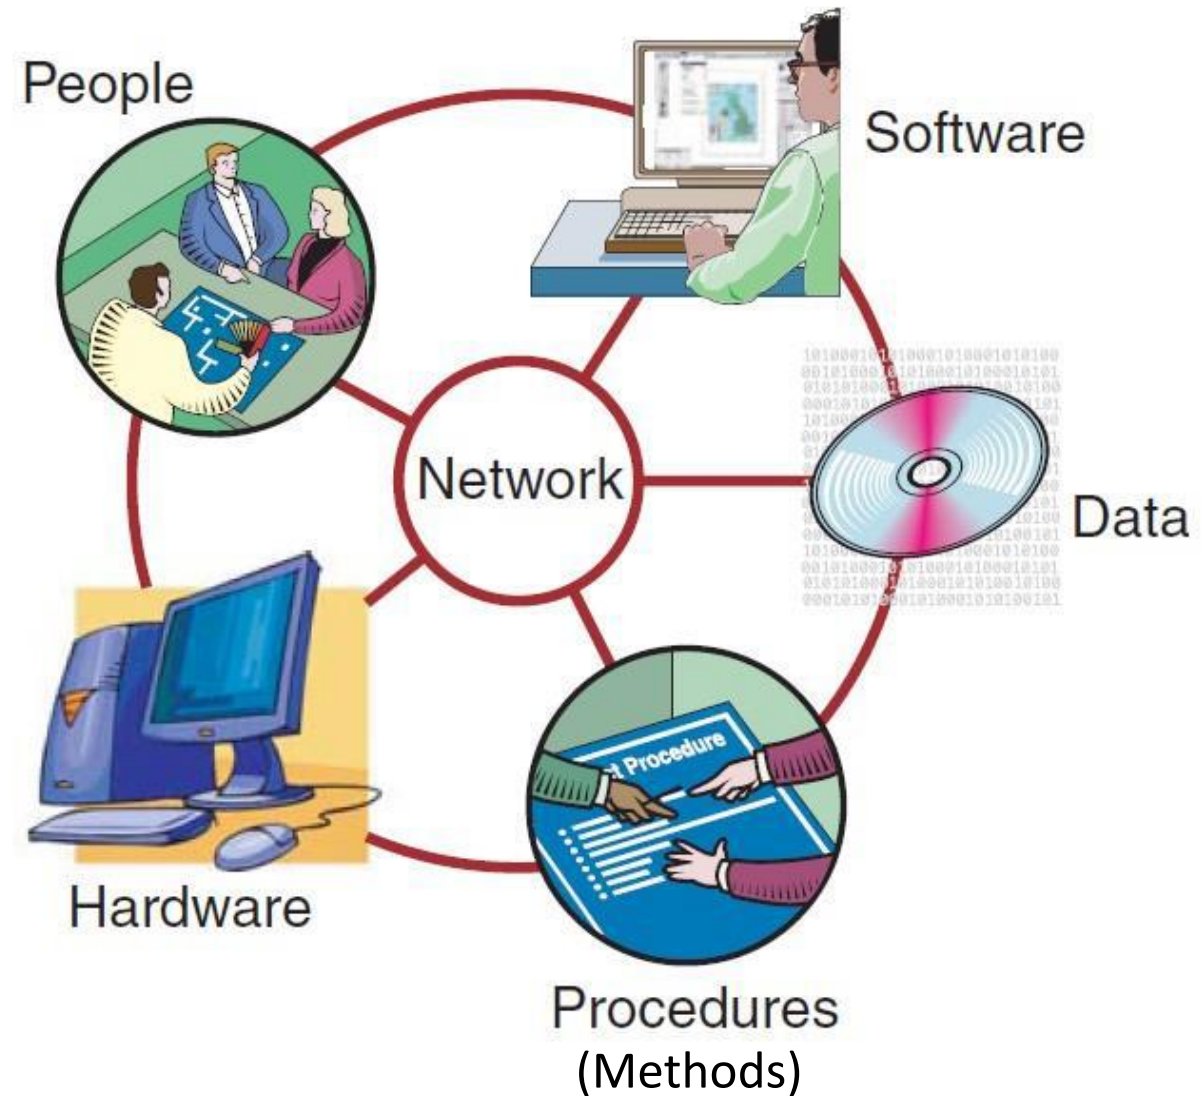 People
Software
Network
Data
t Procedure
Hardware
Procedures
(Methods)